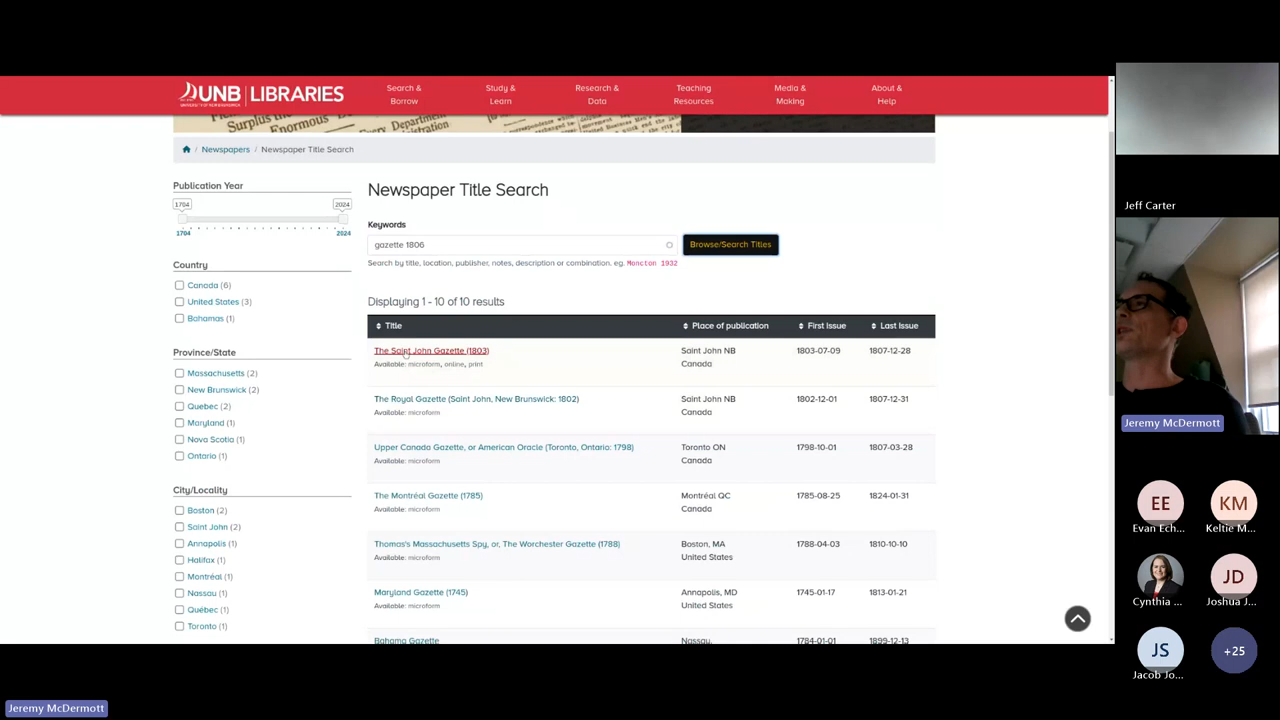 UNB | LIBRARIES
Search & Borrow
Study & Learn
Research & Data
Teaching Resources
Media & Making
About & Help
Surplus the
Enormous
Every Department
Newspapers / Newspaper Title Search
Publication Year
1704 2024
1704 2024
Country
Canada (6)
United States (3)
Bahamas (1)
Province/State
Massachusetts (2)
New Brunswick (2)
Quebec (2)
Maryland (1)
Nova Scotia (1)
Ontario (1)
City/Locality
Boston (2)
Saint John (2)
Annapolis (1)
Halifax (1)
Montréal (1)
Nassau (1)
Québec (1)
Toronto (1)
Newspaper Title Search
Keywords
gazette 1806
Browse/Search Titles
Search by title, location, publisher, notes, description or combination. eg. Moncton 1932
Displaying 1 - 10 of 10 results
Title Place of publication First Issue Last Issue
The Saint John Gazette (1803) Saint John NB 1803-07-09 1807-12-28
Available: microform, online, print Canada
The Royal Gazette (Saint John, New Brunswick: 1802) Saint John NB 1802-12-01 1807-12-31
Available: microform Canada
Upper Canada Gazette, or American Oracle (Toronto, Ontario: 1798) Toronto ON 1798-10-01 1807-03-28
Available: microform Canada
The Montréal Gazette (1785) Montréal QC 1785-08-25 1824-01-31
Available: microform Canada
Thomas's Massachusetts Spy, or, The Worchester Gazette (1788) Boston, MA 1788-04-03 1810-10-10
Available: microform United States
Maryland Gazette (1745) Annapolis, MD 1745-01-17 1813-01-21
Available: microform United States
Bahama Gazette Nassau, 1784-01-01 1899-12-13
Jeff Carter
Jeremy McDermott
EE
Evan Ech...
KM
Keltie M...
Cynthia ...
JD
Joshua J...
JS
Jacob Jo...
+25
Jeremy McDermott